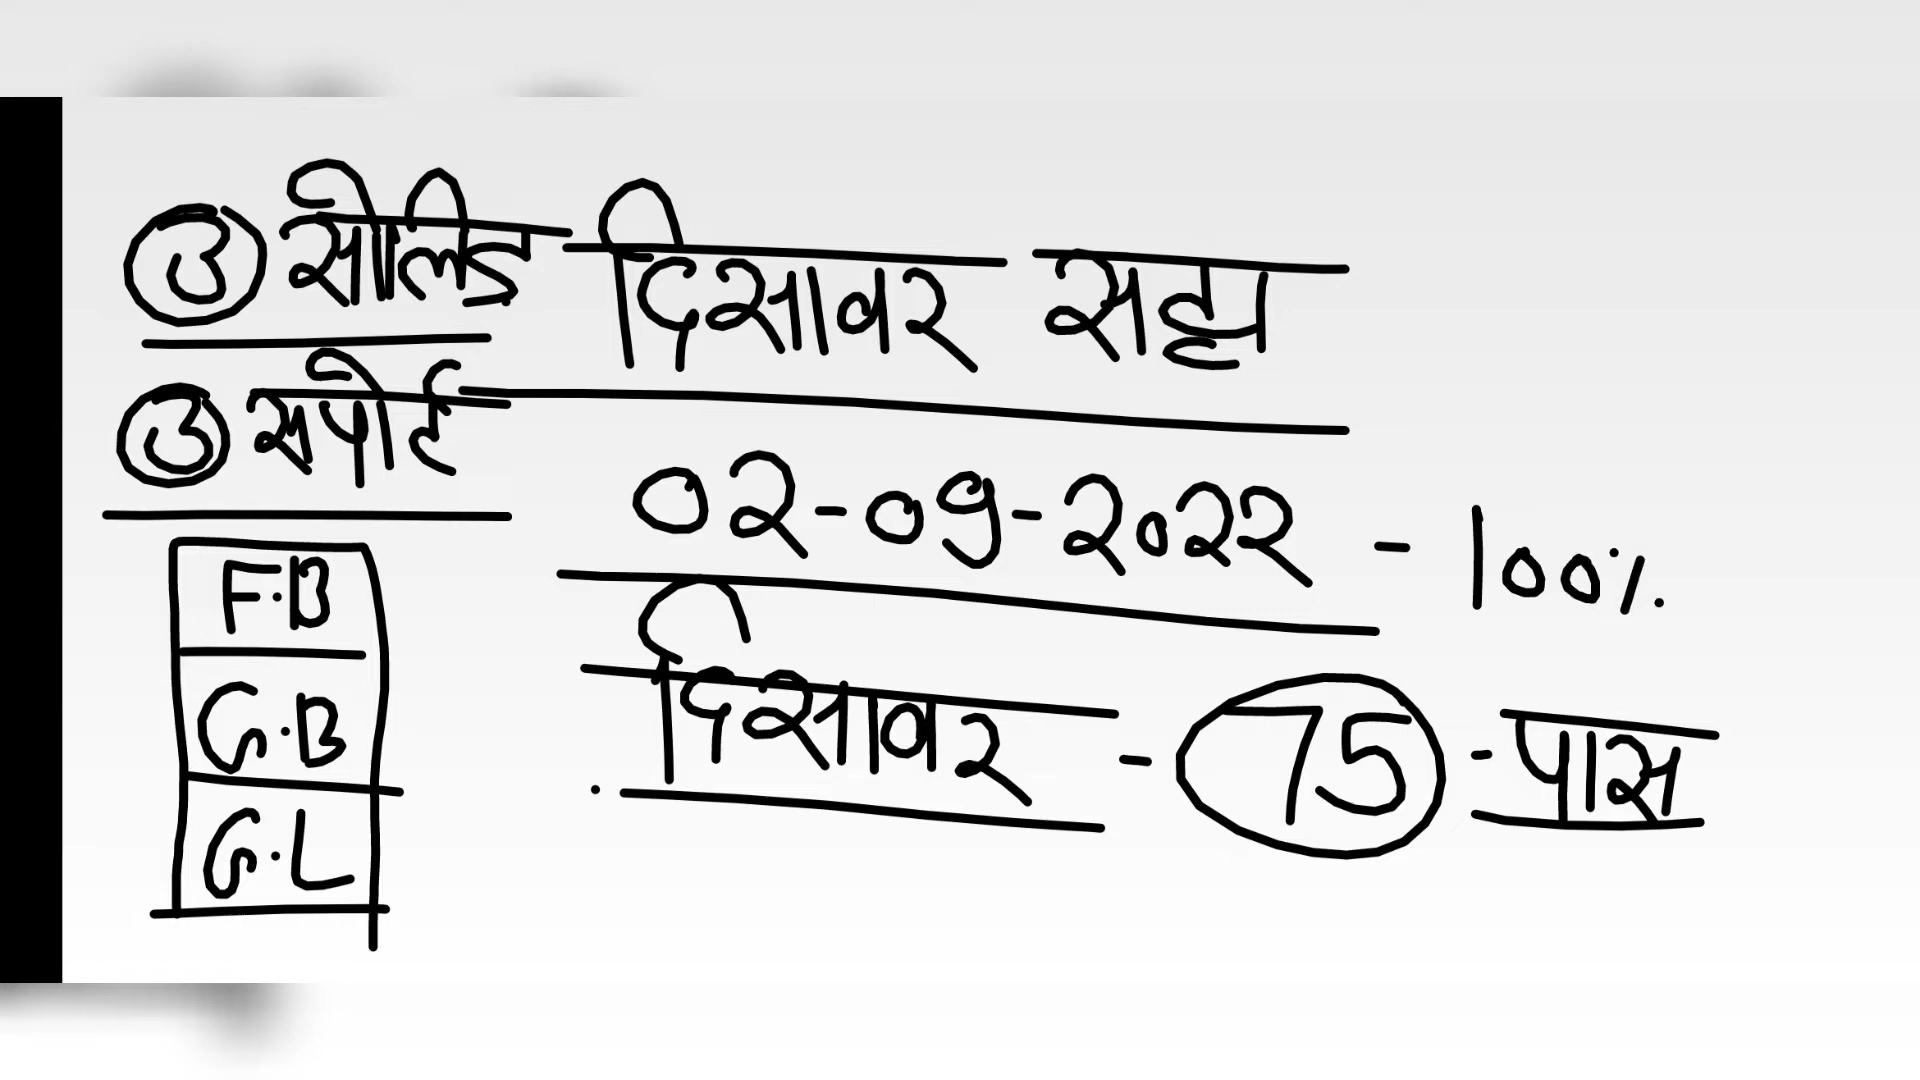 3 सोलिड दिसावर सट्टा
3 सपोर्ट
02-09-2022 - 100%.
F.B
दिसावर - 75 - पास
G.B
G.L